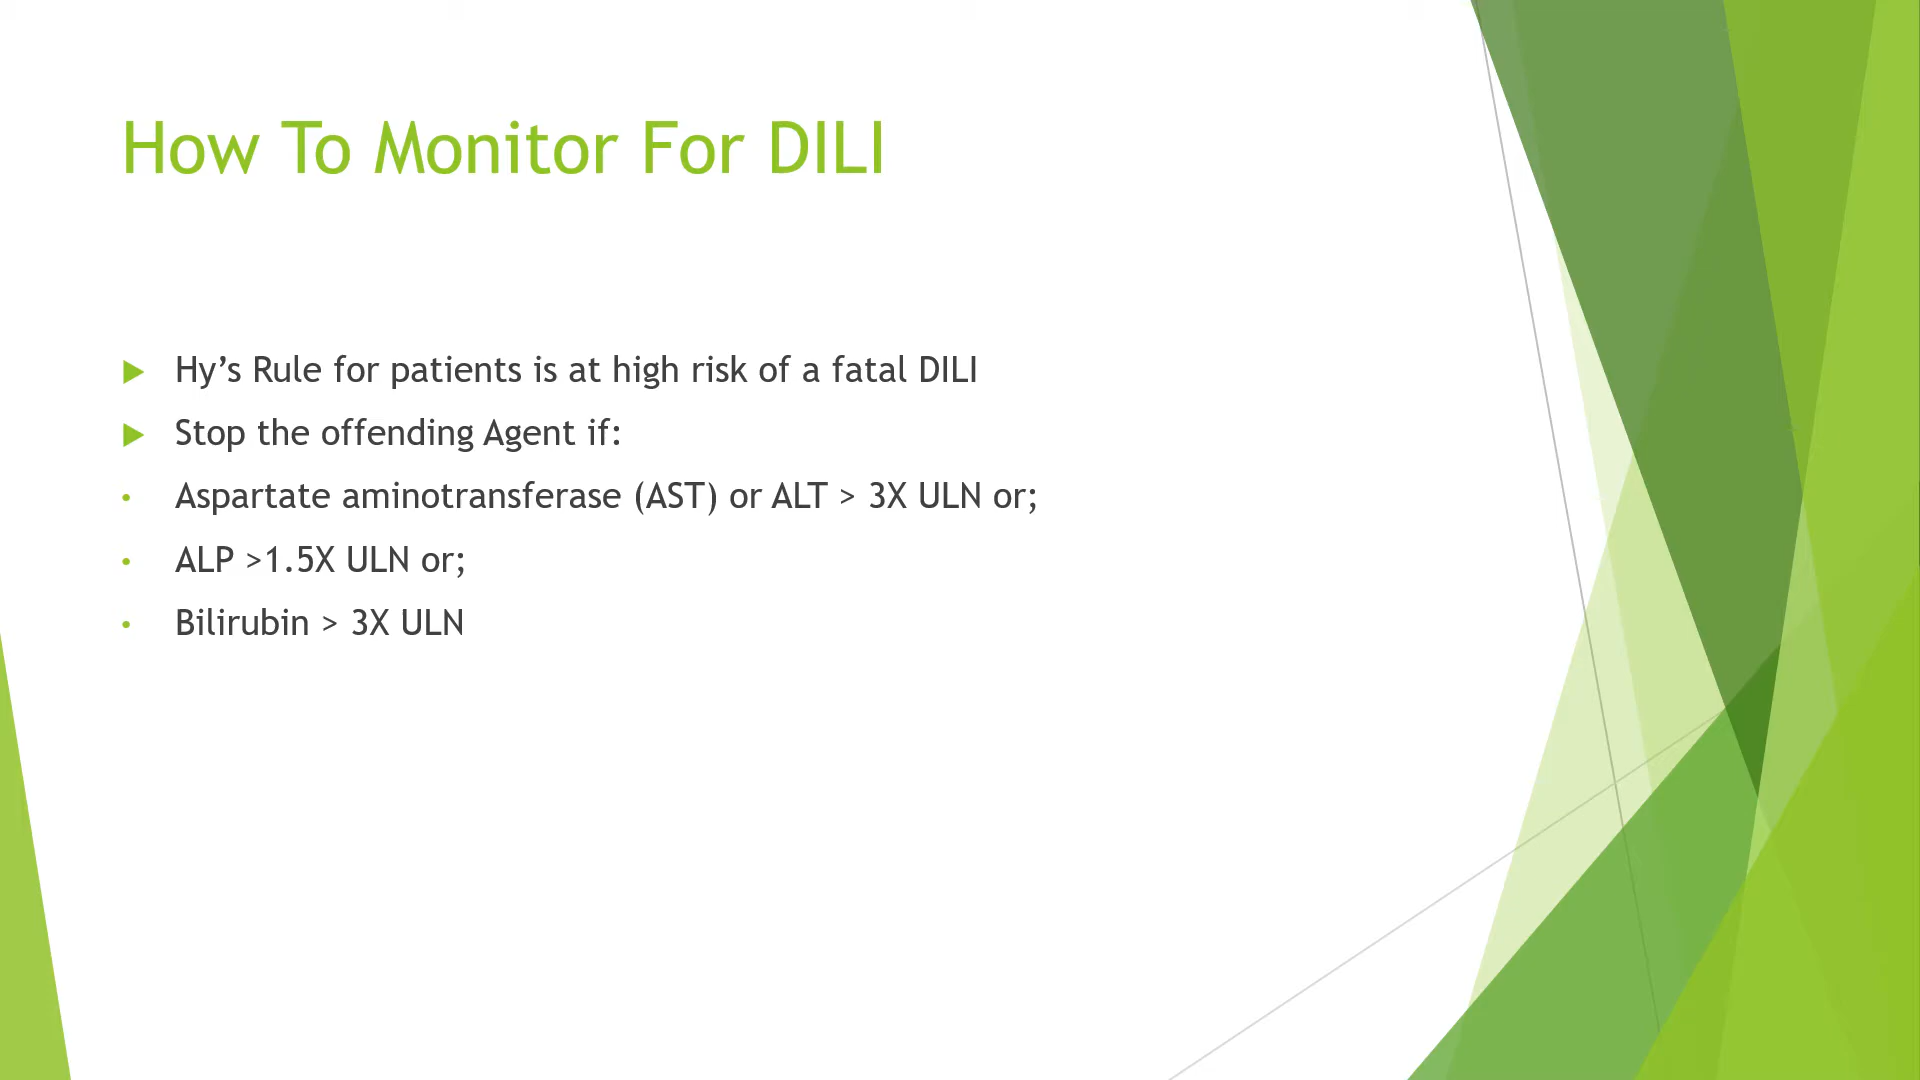 How To Monitor For DILI
Hy’s Rule for patients is at high risk of a fatal DILI
Stop the offending Agent if:
Aspartate aminotransferase (AST) or ALT > 3X ULN or;
ALP >1.5X ULN or;
Bilirubin > 3X ULN